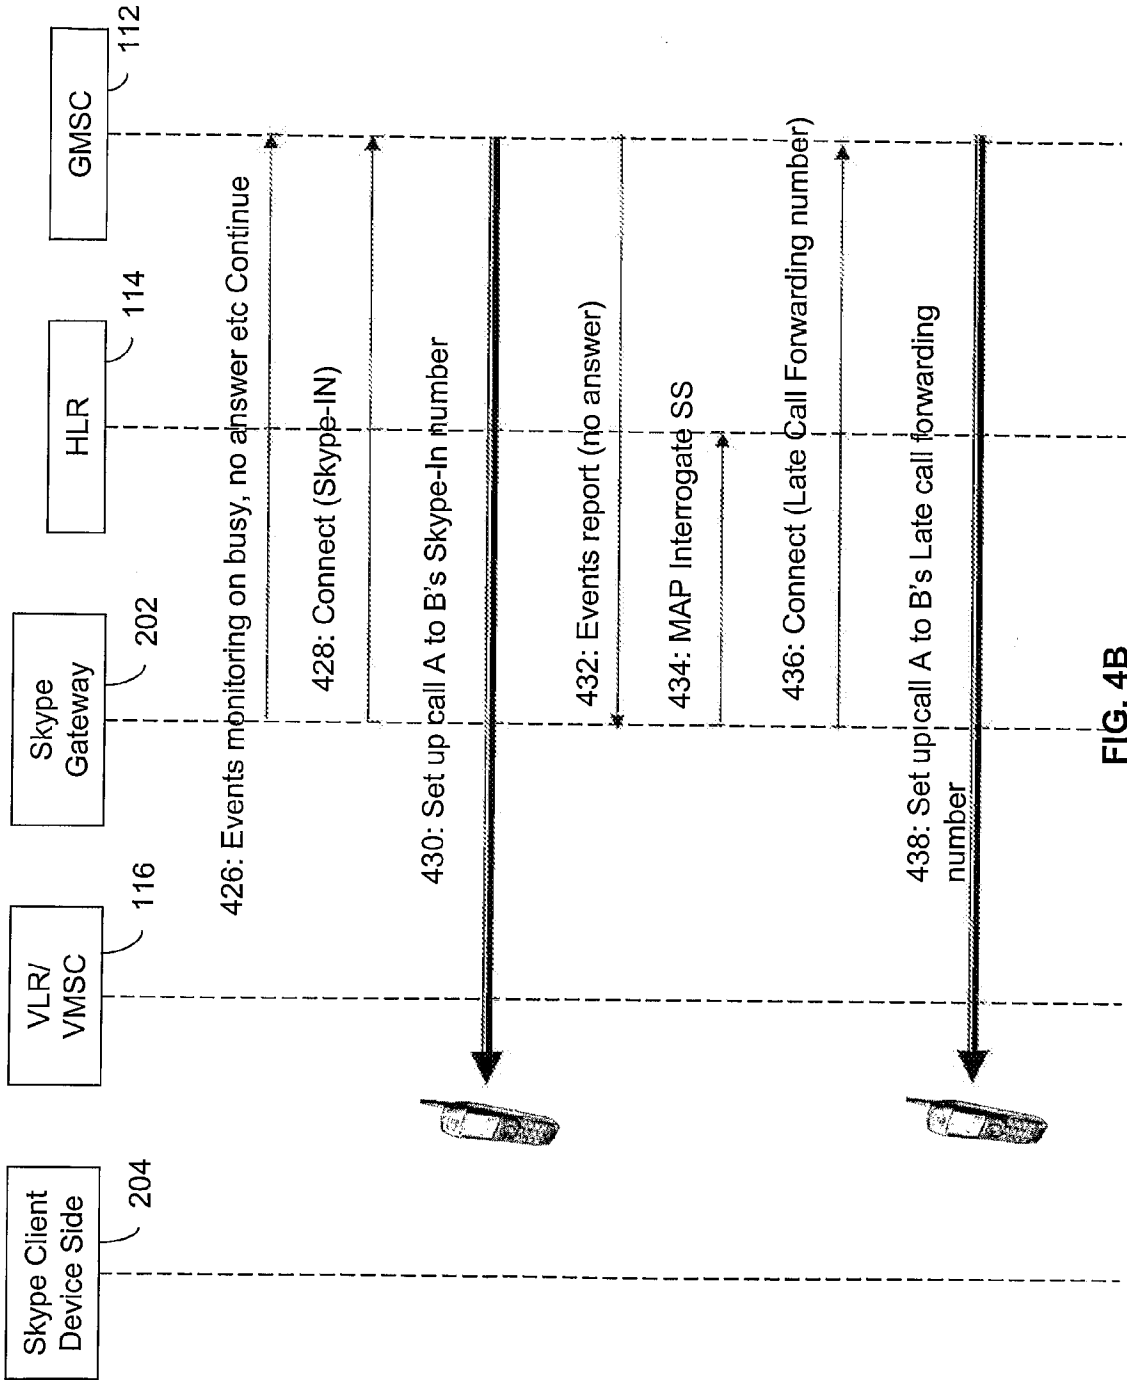 Skype Client
Device Side
204
VLR/
VMSC
116
Skype
Gateway
202
HLR
114
GMSC
112
426: Events monitoring on busy, no answer etc Continue
428: Connect (Skype-IN)
430: Set up call A to B's Skype-In number
432: Events report (no answer)
434: MAP Interrogate SS
436: Connect (Late Call Forwarding number)
438: Set up call A to B's Late call forwarding
number
FIG. 4B